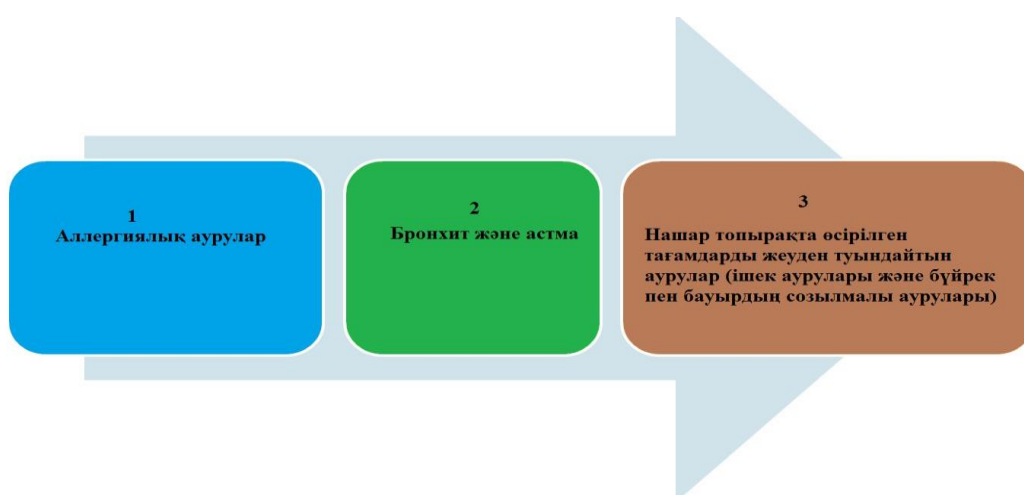 1
Аллергиялық аурулар
2
Бронхит және астма
3
Нашар топырақта өсірілген
тағамдарды жеуден туындайтын
аурулар (ішек аурулары және бүйрек
пен бауырдың созылмалы аурулары)